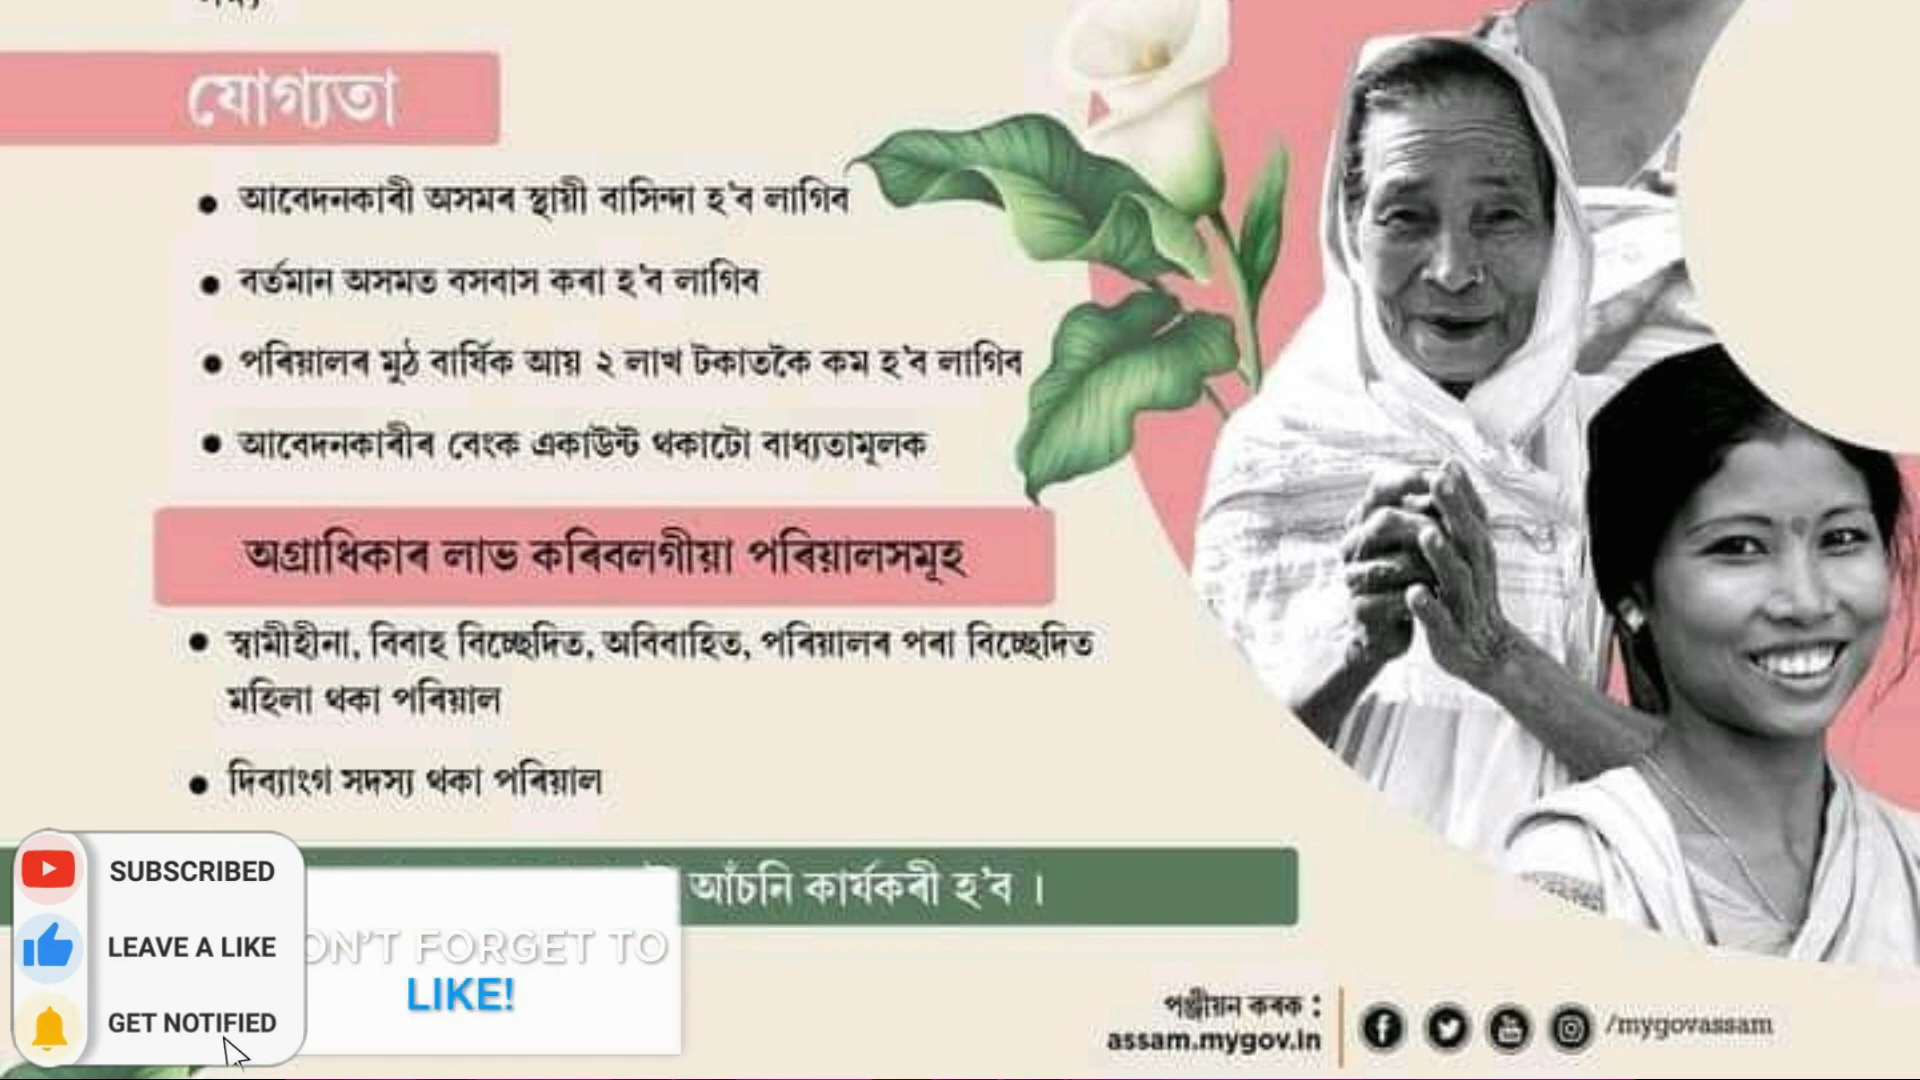 যোগ্যতা
• আবেদনকাৰী অসমৰ স্থায়ী বাসিন্দা হ'ব লাগিব
• বৰ্তমান অসমত বসবাস কৰা হ'ব লাগিব
• পৰিয়ালৰ মুঠ বাৰ্ষিক আয় ২ লাখ টকাতকৈ কম হ'ব লাগিব
• আবেদনকাৰীৰ বেংক একাউন্ট থকাটো বাধ্যতামূলক
অগ্ৰাধিকাৰ লাভ কৰিবলগীয়া পৰিয়ালসমূহ
• স্বামীহীনা, বিবাহ বিচ্ছেদিত, অবিবাহিত, পৰিয়ালৰ পৰা বিচ্ছেদিত
মহিলা থকা পৰিয়াল
• দিব্যাংগ সদস্য থকা পৰিয়াল
আঁচনি কাৰ্যকৰী হ'ব ।
SUBSCRIBED
LEAVE A LIKE
GET NOTIFIED
ON'T FORGET TO
LIKE!
পঞ্জীয়ন কৰক :
assam.mygov.in
/mygovassam